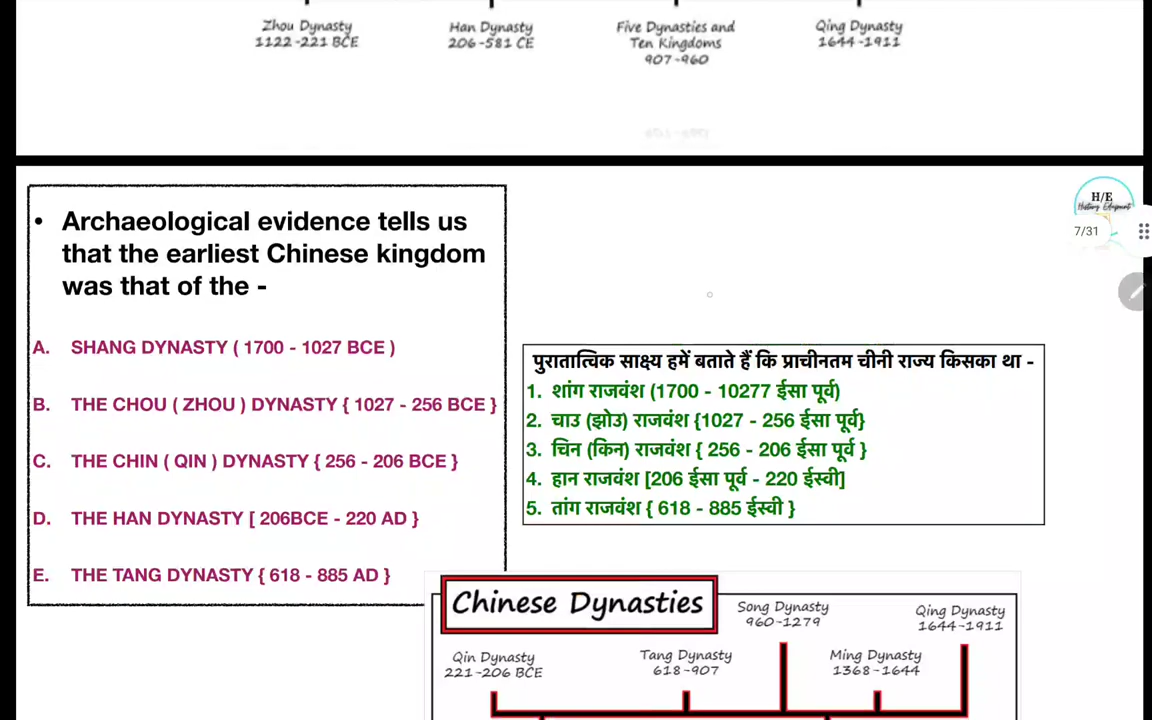 Zhou Dynasty
1122-221 BCE
Han Dynasty
206-581 CE
Five Dynasties and
Ten Kingdoms
907-960
Qing Dynasty
1644-1911
• Archaeological evidence tells us
that the earliest Chinese kingdom
was that of the -
A. SHANG DYNASTY ( 1700 - 1027 BCE )
B. THE CHOU ( ZHOU ) DYNASTY { 1027 - 256 BCE }
C. THE CHIN ( QIN ) DYNASTY { 256 - 206 BCE }
D. THE HAN DYNASTY [ 206BCE - 220 AD }
E. THE TANG DYNASTY { 618 - 885 AD }
H/E
7/31
पुरातात्विक साक्ष्य हमें बताते हैं कि प्राचीनतम चीनी राज्य किसका था -
1. शांग राजवंश (1700 - 10277 ईसा पूर्व)
2. चाउ (झोउ) राजवंश {1027 - 256 ईसा पूर्व}
3. चिन (किन) राजवंश { 256 - 206 ईसा पूर्व }
4. हान राजवंश [206 ईसा पूर्व - 220 ईस्वी]
5. तांग राजवंश { 618 - 885 ईस्वी }
Chinese Dynasties
Song Dynasty
960-1279
Qing Dynasty
1644-1911
Qin Dynasty
221-206 BCE
Tang Dynasty
618-907
Ming Dynasty
1368-1644